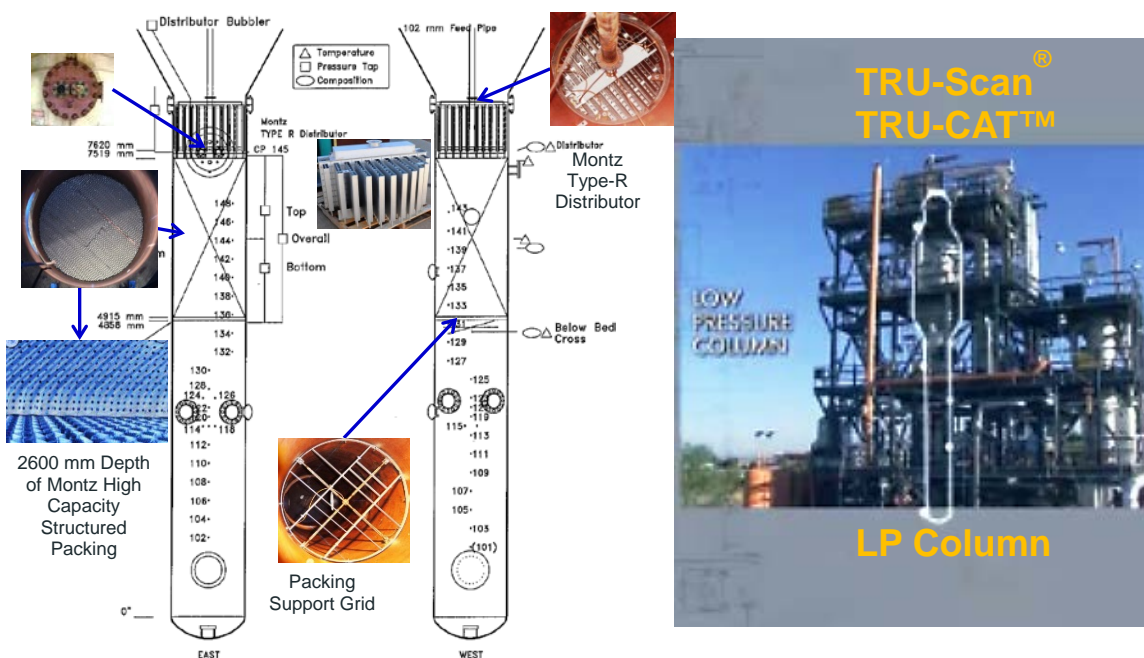 Distributor Bubbler
102 mm Feed Pipe
Temperature
Pressure Tap
Composition
Montz
TYPE R Distributor
CP 145
7620 mm
7519 mm
148
146
144
142
140
138
136
134
132
130
128
124
126
122
120
114
118
112
110
108
106
104
102
Top
Overall
Bottom
4915 mm
4858 mm
0"
EAST
2600 mm Depth
of Montz High
Capacity
Structured
Packing
Distributor
Montz
Type-R
Distributor
143
141
139
137
135
133
131
129
127
125
119
115
113
111
109
107
105
103
(101)
Below Bed
Cross
WEST
Packing
Support Grid
TRU-Scan®
TRU-CAT™
LOW
PRESSURE
COLUMN
LP Column